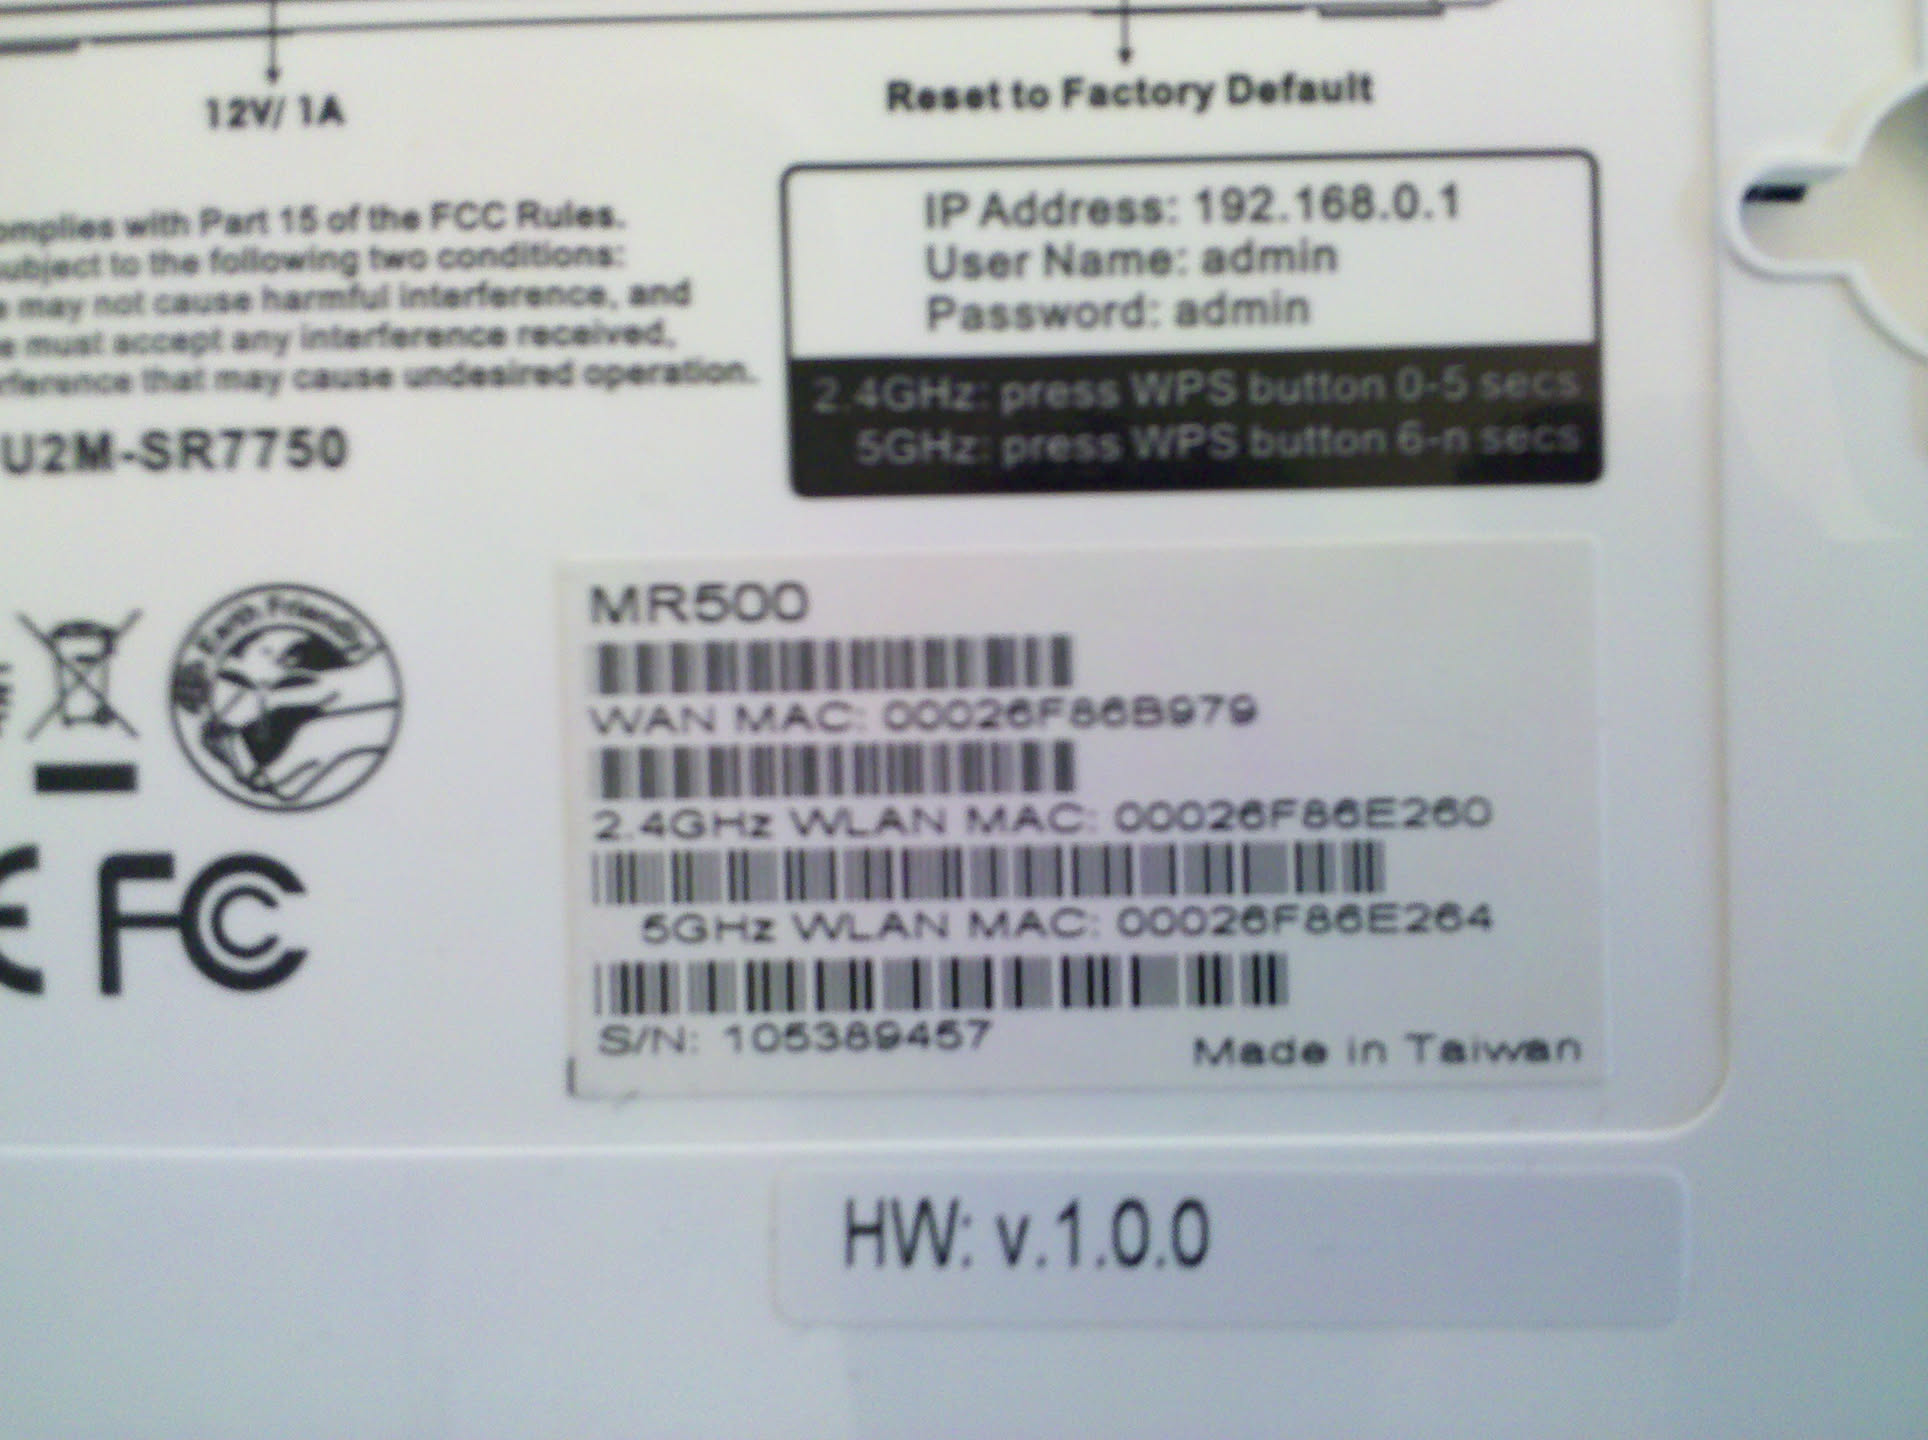 12V/ 1A
Reset to Factory Default
omplies with Part 15 of the FCC Rules.
ubject to the following two conditions:
e may not cause harmful interference, and
e must accept any interference received,
rference that may cause undesired operation.
U2M-SR7750
IP Address: 192.168.0.1
User Name: admin
Password: admin
2.4GHz: press WPS button 0-5 secs
5GHz: press WPS button 6-n secs
Earth Friendly
CE FC
MR500
WAN MAC: 00026F86B979
2.4GHz WLAN MAC: 00026F86E260
5GHz WLAN MAC: 00026F86E264
S/N: 105389457
Made in Taiwan
HW: v.1.0.0